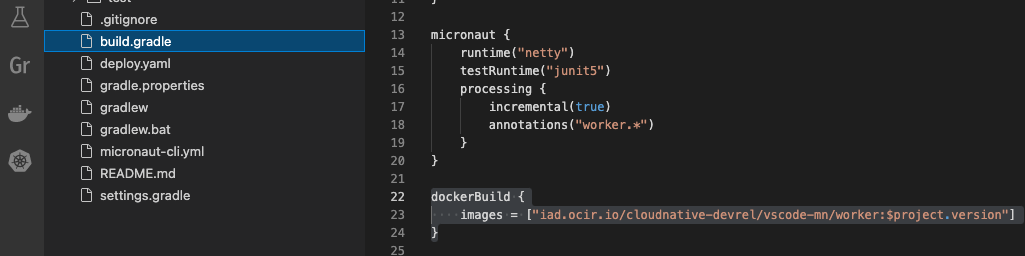 .gitignore
build.gradle
deploy.yaml
gradle.properties
gradlew
gradlew.bat
micronaut-cli.yml
README.md
settings.gradle
Gr
12
13 micronaut {
14     runtime("netty")
15     testRuntime("junit5")
16     processing {
17         incremental(true)
18         annotations("worker.*")
19     }
20 }
21
22 dockerBuild {
23     images = ["iad.ocir.io/cloudnative-devrel/vscode-mn/worker:$project.version"]
24 }
25